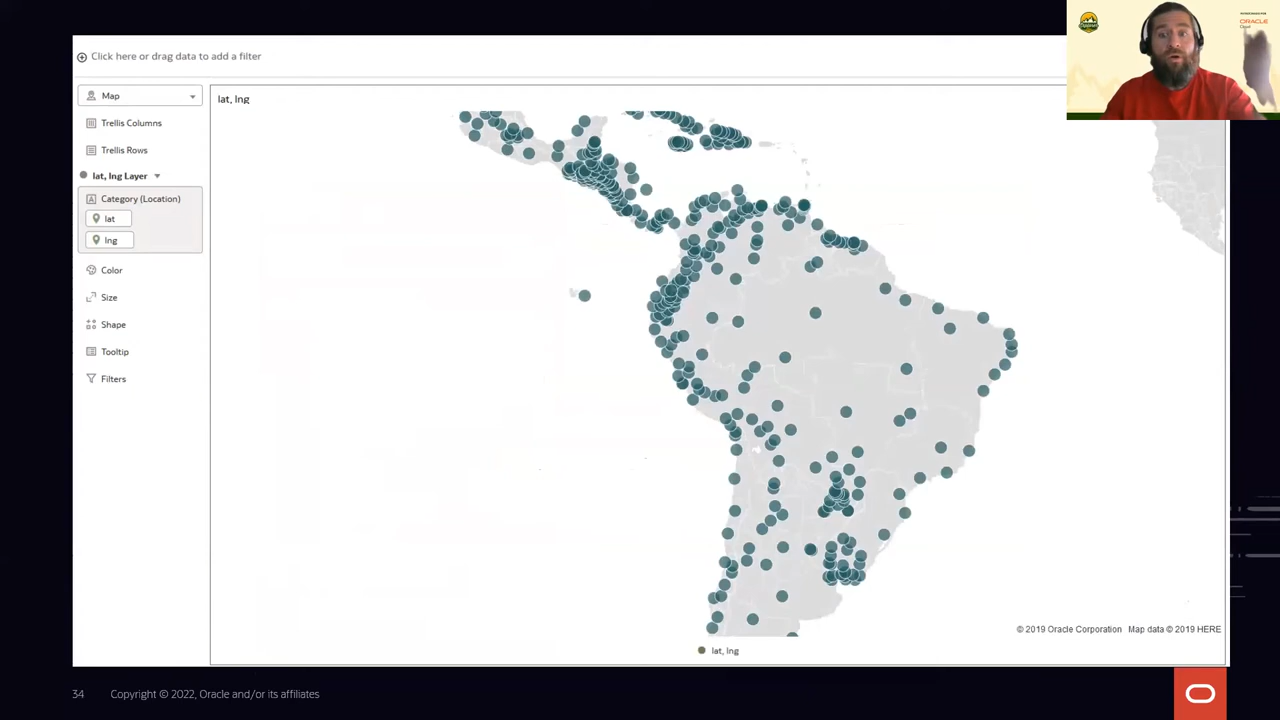 Click here or drag data to add a filter
Map
Trellis Columns
Trellis Rows
lat, lng Layer
Category (Location)
lat
lng
Color
Size
Shape
Tooltip
Filters
lat, lng
© 2019 Oracle Corporation Map data © 2019 HERE
lat, lng
34 Copyright © 2022, Oracle and/or its affiliates
ORACLE
Cloud